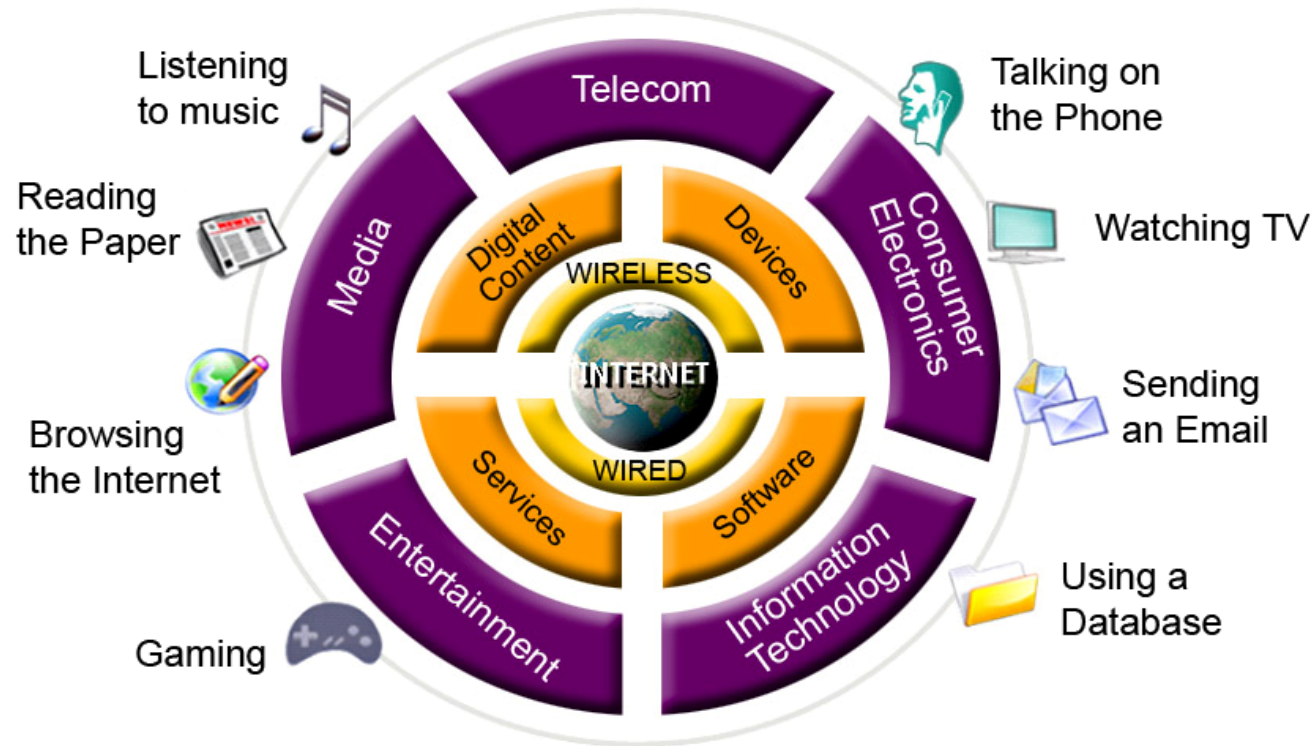 Listening
to music
Telecom
Talking on
the Phone
Reading
the Paper
Media
Digital
Content
Devices
Consumer
Electronics
Watching TV
WIRELESS
INTERNET
Browsing
the Internet
Sending
an Email
WIRED
Services
Software
Entertainment
Information
Technology
Using a
Database
Gaming